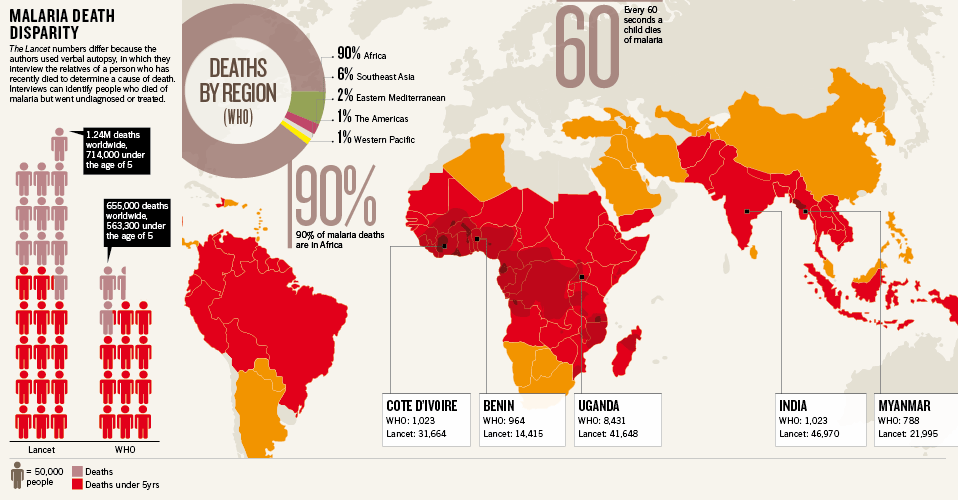 MALARIA DEATH
DISPARITY
The Lancet numbers differ because the
authors used verbal autopsy, in which they
interview the relatives of a person who has
recently died to determine a cause of death.
Interviews can identify people who died of
malaria but went undiagnosed or treated.
1.24M deaths
worldwide,
714,000 under
the age of 5
655,000 deaths
worldwide,
563,300 under
the age of 5
Lancet
WHO
= 50,000
people
Deaths
Deaths under 5yrs
DEATHS
BY REGION
(WHO)
90% Africa
6% Southeast Asia
2% Eastern Mediterranean
1% The Americas
1% Western Pacific
90%
90% of malaria deaths
are in Africa
60
Every 60
seconds a
child dies
of malaria
COTE D'IVOIRE
WHO: 1,023
Lancet: 31,664
BENIN
WHO: 964
Lancet: 14,415
UGANDA
WHO: 8,431
Lancet: 41,648
INDIA
WHO: 1,023
Lancet: 46,970
MYANMAR
WHO: 788
Lancet: 21,995